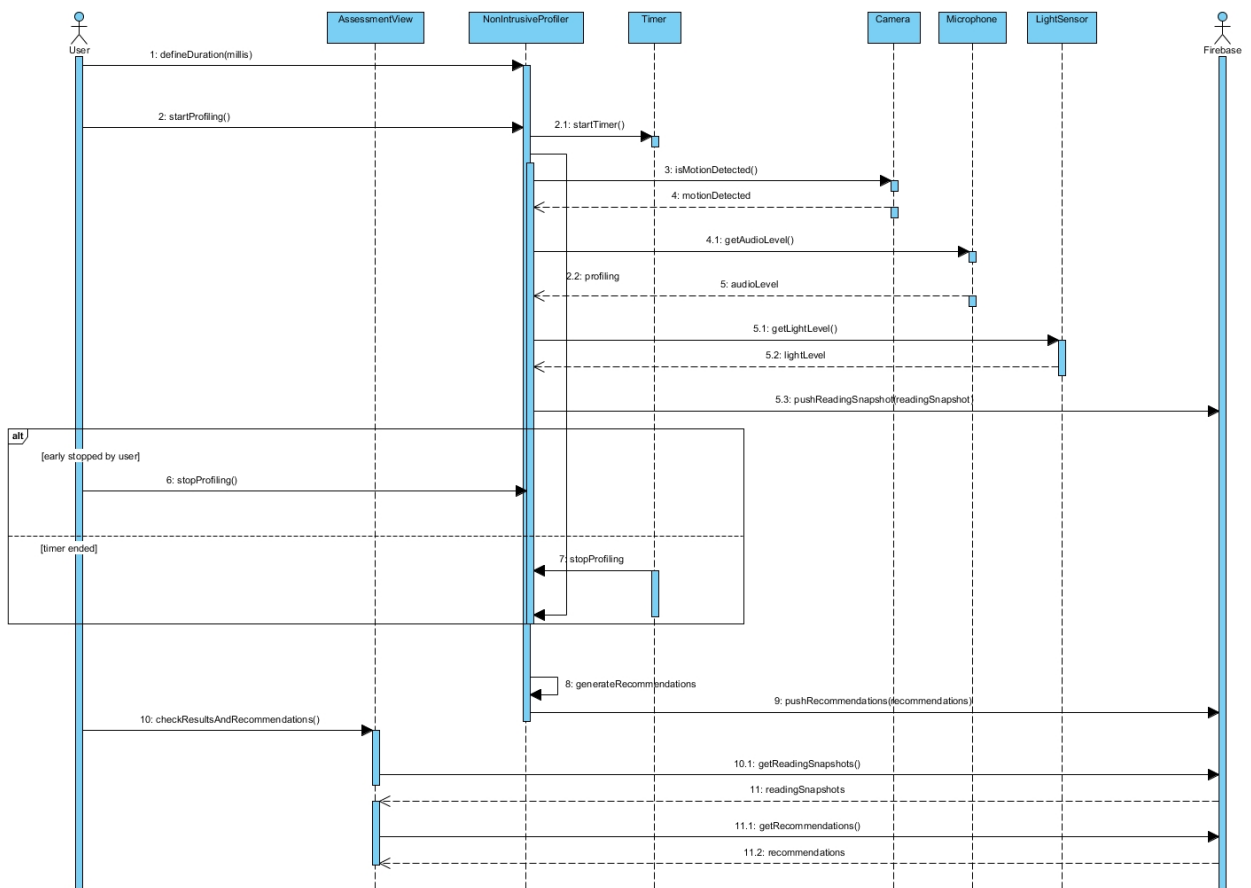 AssessmentView
NonIntrusiveProfiler
Timer
Camera
Microphone
LightSensor
User
Firebase
1: defineDuration(millis)
2: startProfiling()
2.1: startTimer()
3: isMotionDetected()
4: motionDetected
4.1: getAudioLevel()
2.2: profiling
5: audioLevel
5.1: getLightLevel()
5.2: lightLevel
5.3: pushReadingSnapshot(readingSnapshot)
alt
[early stopped by user]
6: stopProfiling()
[timer ended]
7: stopProfiling
8: generateRecommendations
9: pushRecommendations(recommendations)
10: checkResultsAndRecommendations()
10.1: getReadingSnapshots()
11: readingSnapshots
11.1: getRecommendations()
11.2: recommendations